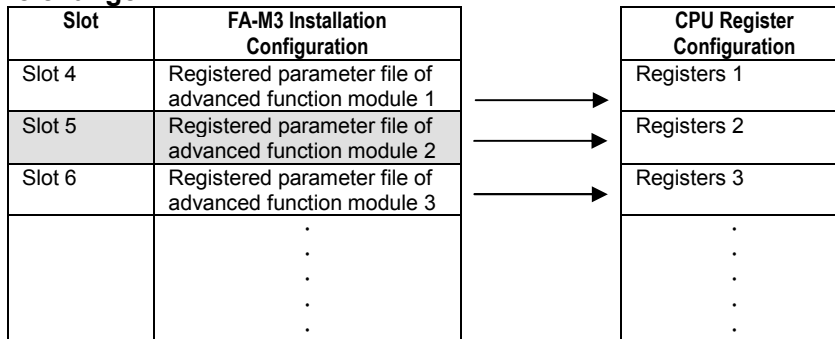 Slot FA-M3 Installation Configuration CPU Register Configuration
Slot 4 Registered parameter file of advanced function module 1 Registers 1
Slot 5 Registered parameter file of advanced function module 2 Registers 2
Slot 6 Registered parameter file of advanced function module 3 Registers 3